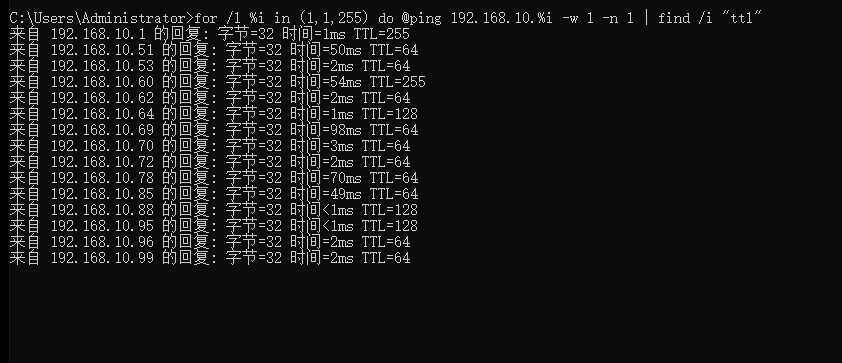 C:\Users\Administrator>for /l %i in (1,1,255) do @ping 192.168.10.%i -w 1 -n 1 | find /i "ttl"
来自 192.168.10.1 的回复: 字节=32 时间=1ms TTL=255
来自 192.168.10.51 的回复: 字节=32 时间=50ms TTL=64
来自 192.168.10.53 的回复: 字节=32 时间=2ms TTL=64
来自 192.168.10.60 的回复: 字节=32 时间=54ms TTL=255
来自 192.168.10.62 的回复: 字节=32 时间=2ms TTL=64
来自 192.168.10.64 的回复: 字节=32 时间=1ms TTL=128
来自 192.168.10.69 的回复: 字节=32 时间=98ms TTL=64
来自 192.168.10.70 的回复: 字节=32 时间=3ms TTL=64
来自 192.168.10.72 的回复: 字节=32 时间=2ms TTL=64
来自 192.168.10.78 的回复: 字节=32 时间=70ms TTL=64
来自 192.168.10.85 的回复: 字节=32 时间=49ms TTL=64
来自 192.168.10.88 的回复: 字节=32 时间<1ms TTL=128
来自 192.168.10.95 的回复: 字节=32 时间<1ms TTL=128
来自 192.168.10.96 的回复: 字节=32 时间=2ms TTL=64
来自 192.168.10.99 的回复: 字节=32 时间=2ms TTL=64